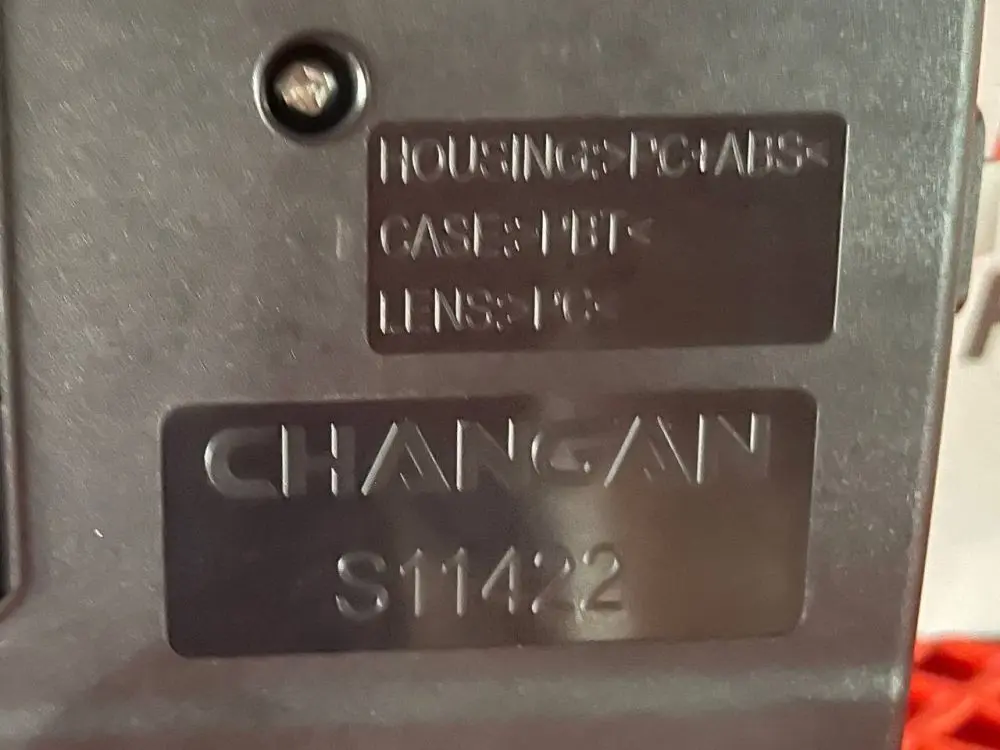 HOUSING:>PC+ABS<
CASE:>PBT<
LENS:>PC<
CHANGAN
S11422